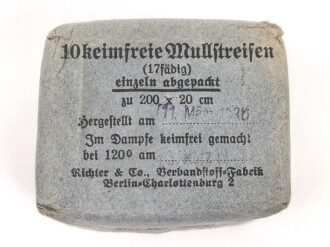 10 keimfreie Mullstreifen
(17fädig)
einzeln abgepackt
zu 200 x 20 cm
Hergestellt am
Im Dampfe keimfrei gemacht
bei 120° am
Richter & Co., Verbandstoff-Fabrik
Berlin-Charlottenburg 2